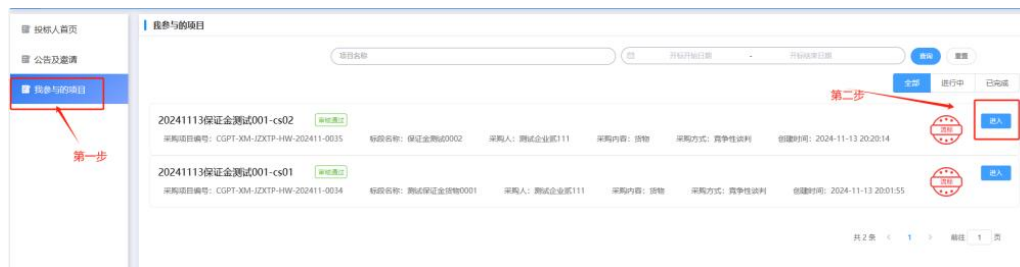 投标人首页
公告及邀请
我参与的项目
第一步
我参与的项目
项目名称 开标开始日期 - 开标结束日期 查询 重置
全部 进行中 已完成
第二步
20241113保证金测试001-cs02 审核通过
采购项目编号：CGPT-XM-JZXTP-HW-202411-0035 标段名称：保证金测试0002 采购人：测试企业贰111 采购内容：货物 采购方式：竞争性谈判 创建时间：2024-11-13 20:20:14
流标 进入
20241113保证金测试001-cs01 审核通过
采购项目编号：CGPT-XM-JZXTP-HW-202411-0034 标段名称：测试保证金货物0001 采购人：测试企业贰111 采购内容：货物 采购方式：竞争性谈判 创建时间：2024-11-13 20:01:55
流标 进入
共 2 条 < 1 > 前往 1 页